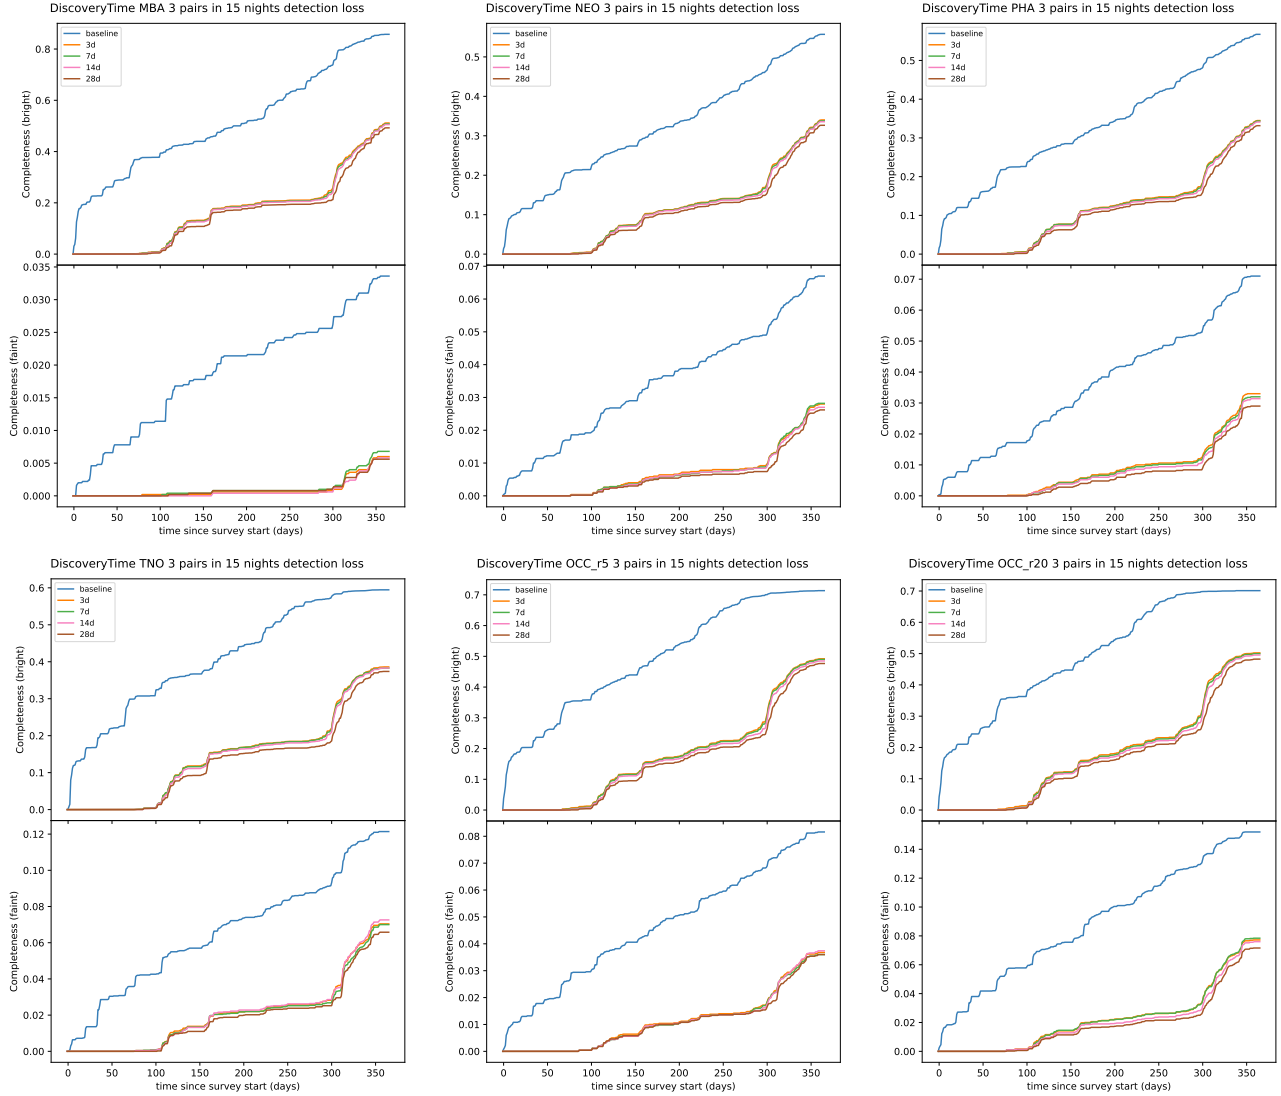 DiscoveryTime MBA 3 pairs in 15 nights detection loss
Completeness (bright)
0.8
0.6
0.4
0.2
0.0
baseline
3d
7d
14d
28d
Completeness (faint)
0.035
0.030
0.025
0.020
0.015
0.010
0.005
0.000
0 50 100 150 200 250 300 350
time since survey start (days)
DiscoveryTime NEO 3 pairs in 15 nights detection loss
Completeness (bright)
0.5
0.4
0.3
0.2
0.1
0.0
baseline
3d
7d
14d
28d
Completeness (faint)
0.07
0.06
0.05
0.04
0.03
0.02
0.01
0.00
0 50 100 150 200 250 300 350
time since survey start (days)
DiscoveryTime PHA 3 pairs in 15 nights detection loss
Completeness (bright)
0.5
0.4
0.3
0.2
0.1
0.0
baseline
3d
7d
14d
28d
Completeness (faint)
0.07
0.06
0.05
0.04
0.03
0.02
0.01
0.00
0 50 100 150 200 250 300 350
time since survey start (days)
DiscoveryTime TNO 3 pairs in 15 nights detection loss
Completeness (bright)
0.6
0.5
0.4
0.3
0.2
0.1
0.0
baseline
3d
7d
14d
28d
Completeness (faint)
0.12
0.10
0.08
0.06
0.04
0.02
0.00
0 50 100 150 200 250 300 350
time since survey start (days)
DiscoveryTime OCC_r5 3 pairs in 15 nights detection loss
Completeness (bright)
0.7
0.6
0.5
0.4
0.3
0.2
0.1
0.0
baseline
3d
7d
14d
28d
Completeness (faint)
0.08
0.07
0.06
0.05
0.04
0.03
0.02
0.01
0.00
0 50 100 150 200 250 300 350
time since survey start (days)
DiscoveryTime OCC_r20 3 pairs in 15 nights detection loss
Completeness (bright)
0.7
0.6
0.5
0.4
0.3
0.2
0.1
0.0
baseline
3d
7d
14d
28d
Completeness (faint)
0.14
0.12
0.10
0.08
0.06
0.04
0.02
0.00
0 50 100 150 200 250 300 350
time since survey start (days)